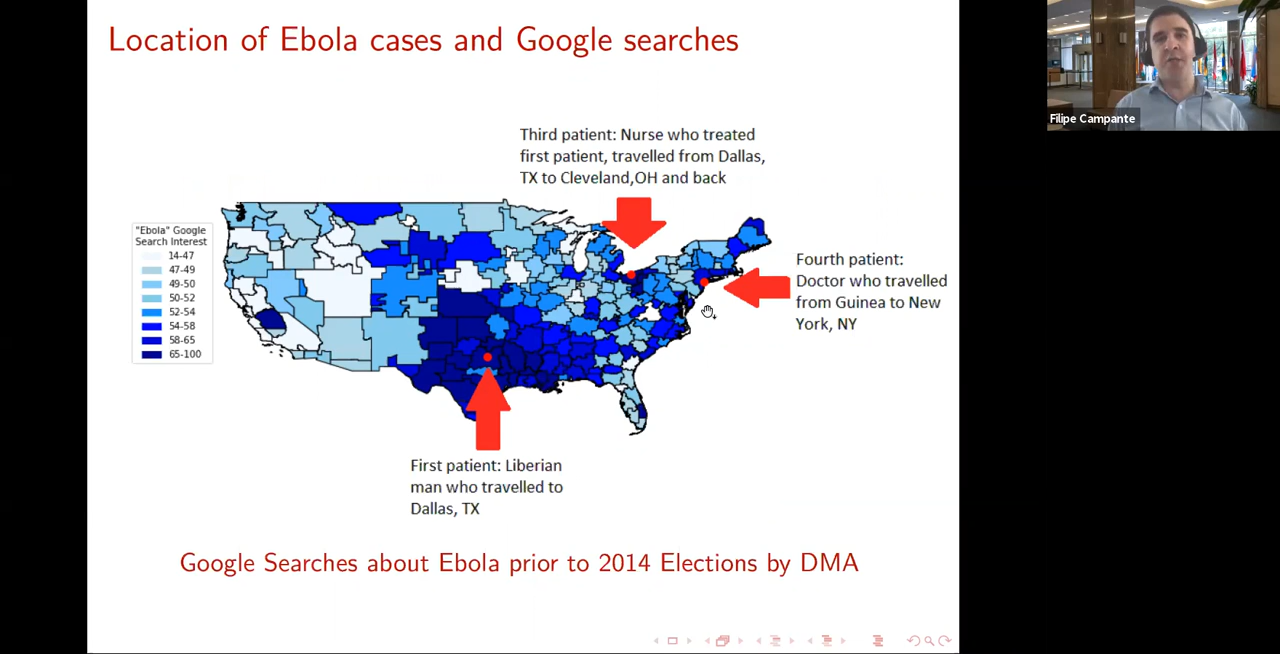 Location of Ebola cases and Google searches
Filipe Campante
Third patient: Nurse who treated
first patient, travelled from Dallas,
TX to Cleveland,OH and back
"Ebola" Google
Search Interest
14-47
47-49
49-50
50-52
52-54
54-58
58-65
65-100
Fourth patient:
Doctor who travelled
from Guinea to New
York, NY
First patient: Liberian
man who travelled to
Dallas, TX
Google Searches about Ebola prior to 2014 Elections by DMA